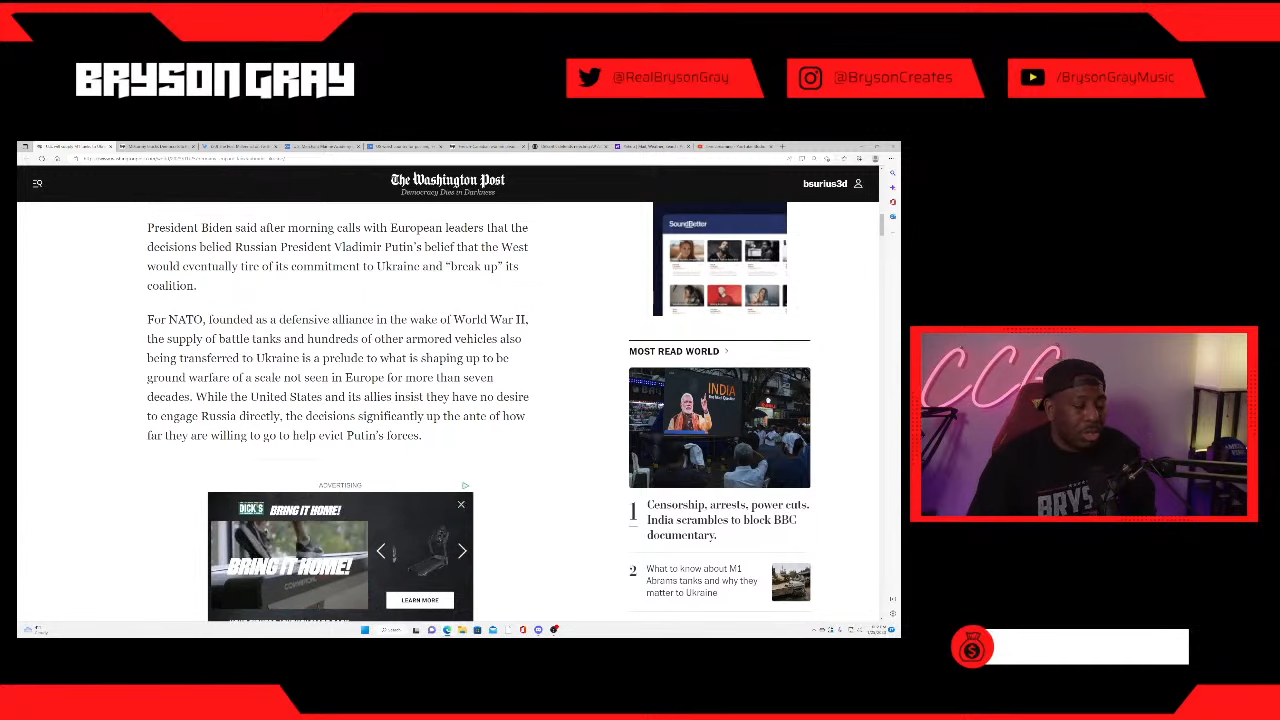 BRYSON GRAY
@RealBrysonGray
@BrysonCreates
/BrysonGrayMusic
The Washington Post
Democracy Dies in Darkness
bsurius3d
President Biden said after morning calls with European leaders that the
decisions belied Russian President Vladimir Putin's belief that the West
would eventually tire of its commitment to Ukraine and “break up” its
coalition.
For NATO, founded as a defensive alliance in the wake of World War II,
the supply of battle tanks and hundreds of other armored vehicles also
being transferred to Ukraine is a prelude to what is shaping up to be
ground warfare of a scale not seen in Europe for more than seven
decades. While the United States and its allies insist they have no desire
to engage Russia directly, the decisions significantly up the ante of how
far they are willing to go to help evict Putin's forces.
ADVERTISING
DICK'S BRING IT HOME!
BRING IT HOME!
LEARN MORE
SoundBetter
MOST READ WORLD
INDIA
1 Censorship, arrests, power cuts.
India scrambles to block BBC
documentary.
2 What to know about M1
Abrams tanks and why they
matter to Ukraine
CCG
BRYS
Search